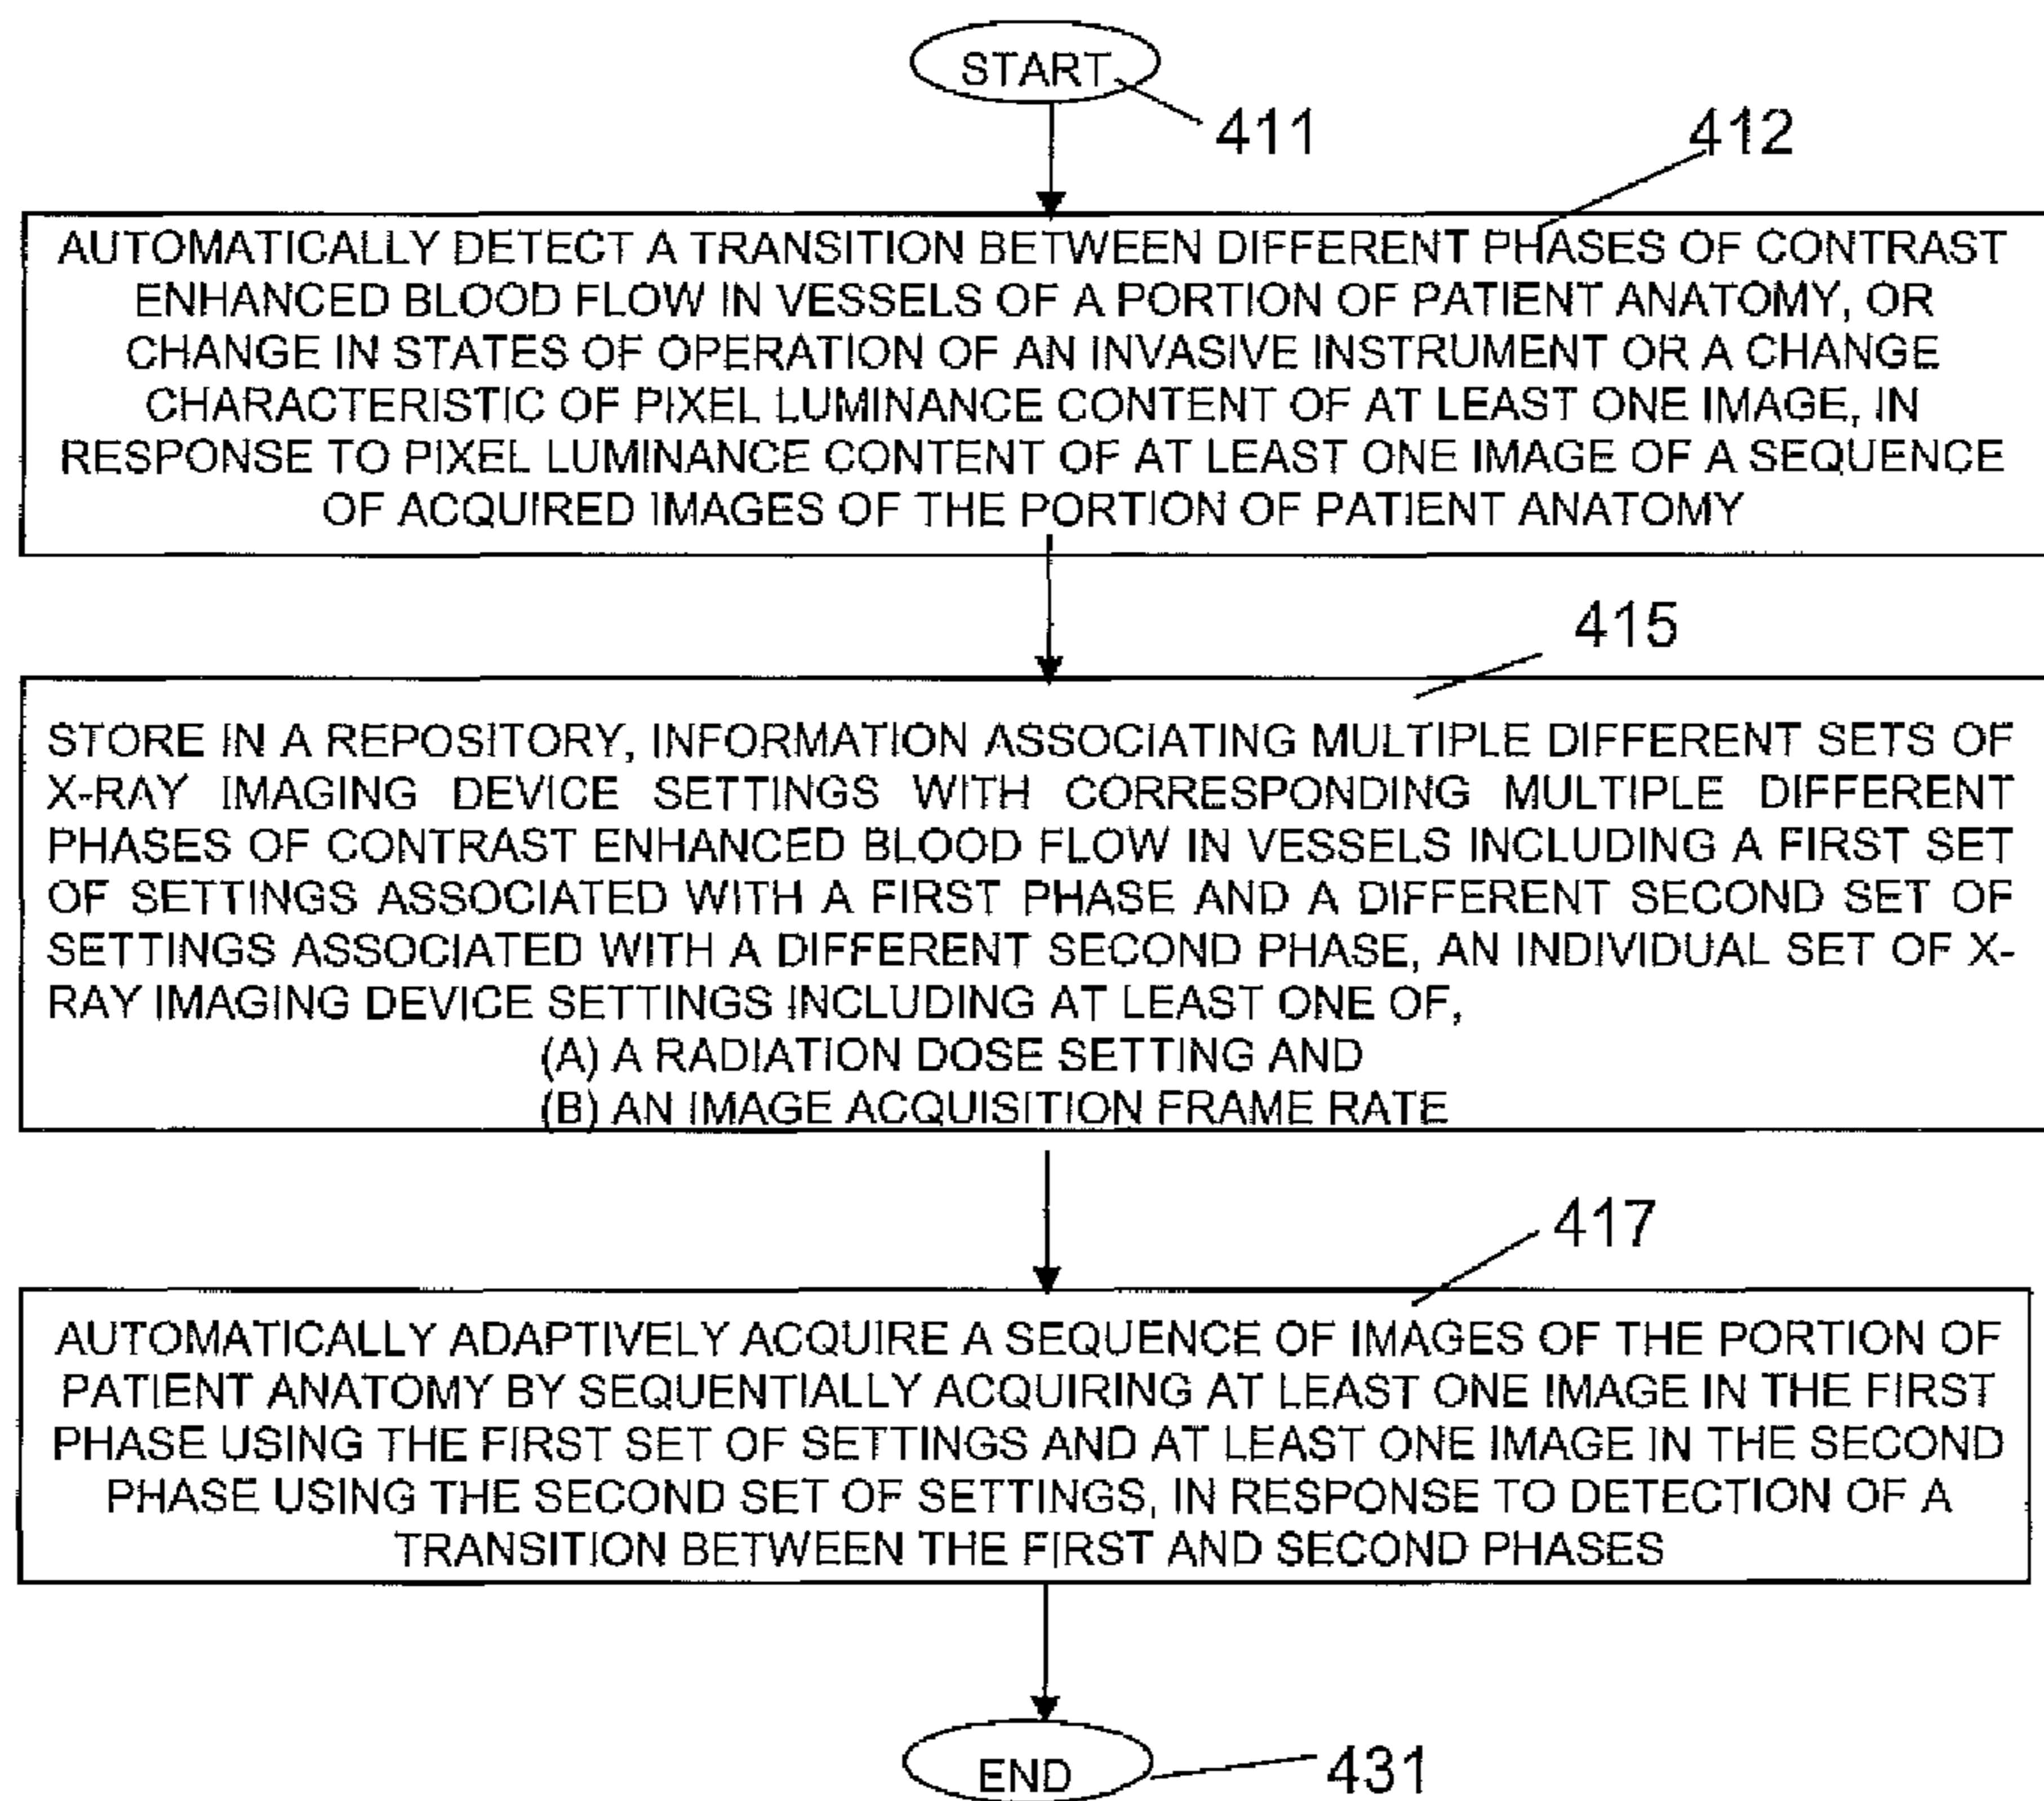 START
411
412
AUTOMATICALLY DETECT A TRANSITION BETWEEN DIFFERENT PHASES OF CONTRAST
ENHANCED BLOOD FLOW IN VESSELS OF A PORTION OF PATIENT ANATOMY, OR
CHANGE IN STATES OF OPERATION OF AN INVASIVE INSTRUMENT OR A CHANGE
CHARACTERISTIC OF PIXEL LUMINANCE CONTENT OF AT LEAST ONE IMAGE, IN
RESPONSE TO PIXEL LUMINANCE CONTENT OF AT LEAST ONE IMAGE OF A SEQUENCE
OF ACQUIRED IMAGES OF THE PORTION OF PATIENT ANATOMY
415
STORE IN A REPOSITORY, INFORMATION ASSOCIATING MULTIPLE DIFFERENT SETS OF
X-RAY IMAGING DEVICE SETTINGS WITH CORRESPONDING MULTIPLE DIFFERENT
PHASES OF CONTRAST ENHANCED BLOOD FLOW IN VESSELS INCLUDING A FIRST SET
OF SETTINGS ASSOCIATED WITH A FIRST PHASE AND A DIFFERENT SECOND SET OF
SETTINGS ASSOCIATED WITH A DIFFERENT SECOND PHASE, AN INDIVIDUAL SET OF X-
RAY IMAGING DEVICE SETTINGS INCLUDING AT LEAST ONE OF,
(A) A RADIATION DOSE SETTING AND
(B) AN IMAGE ACQUISITION FRAME RATE
417
AUTOMATICALLY ADAPTIVELY ACQUIRE A SEQUENCE OF IMAGES OF THE PORTION OF
PATIENT ANATOMY BY SEQUENTIALLY ACQUIRING AT LEAST ONE IMAGE IN THE FIRST
PHASE USING THE FIRST SET OF SETTINGS AND AT LEAST ONE IMAGE IN THE SECOND
PHASE USING THE SECOND SET OF SETTINGS, IN RESPONSE TO DETECTION OF A
TRANSITION BETWEEN THE FIRST AND SECOND PHASES
END
431